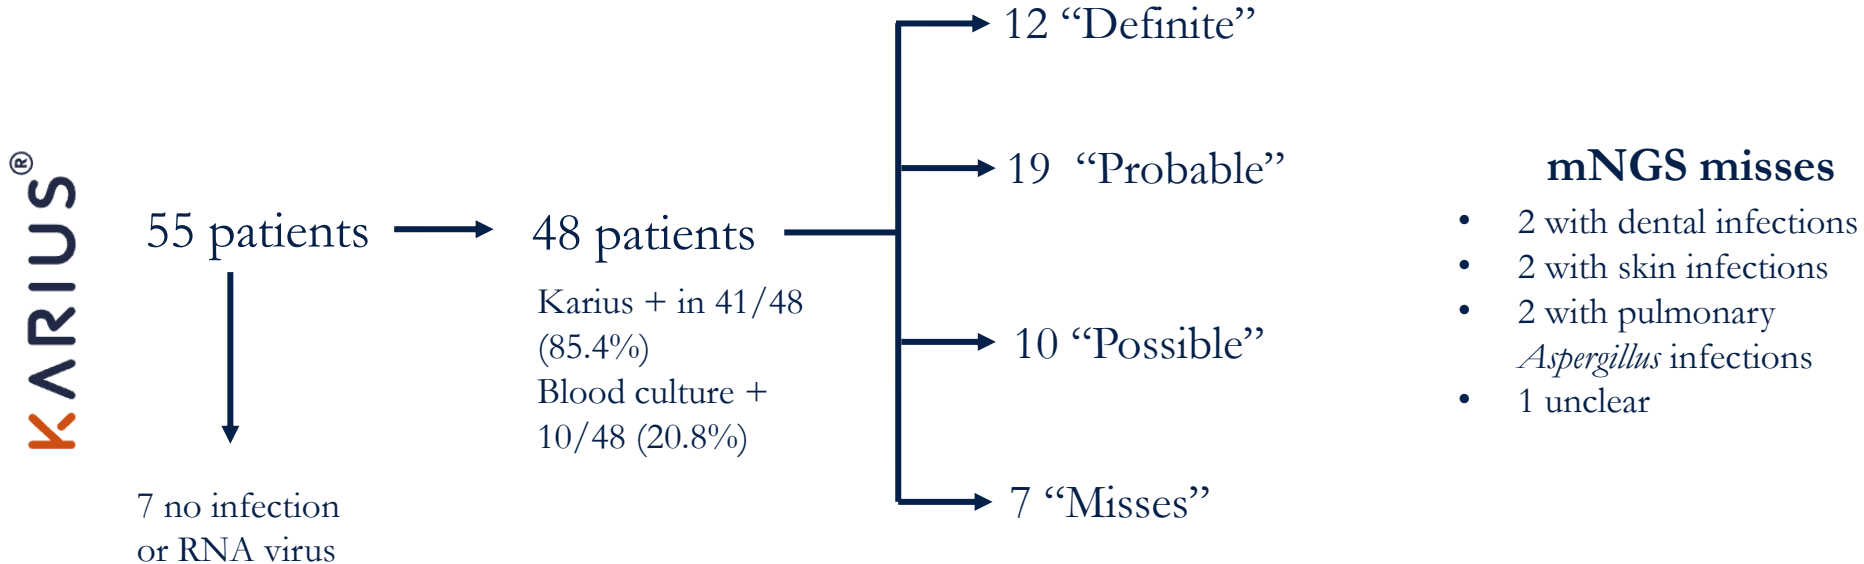 KARIUS®
55 patients
7 no infection
or RNA virus
48 patients
Karius + in 41/48
(85.4%)
Blood culture +
10/48 (20.8%)
12 “Definite”
19 “Probable”
10 “Possible”
7 “Misses”
mNGS misses
• 2 with dental infections
• 2 with skin infections
• 2 with pulmonary
Aspergillus infections
• 1 unclear